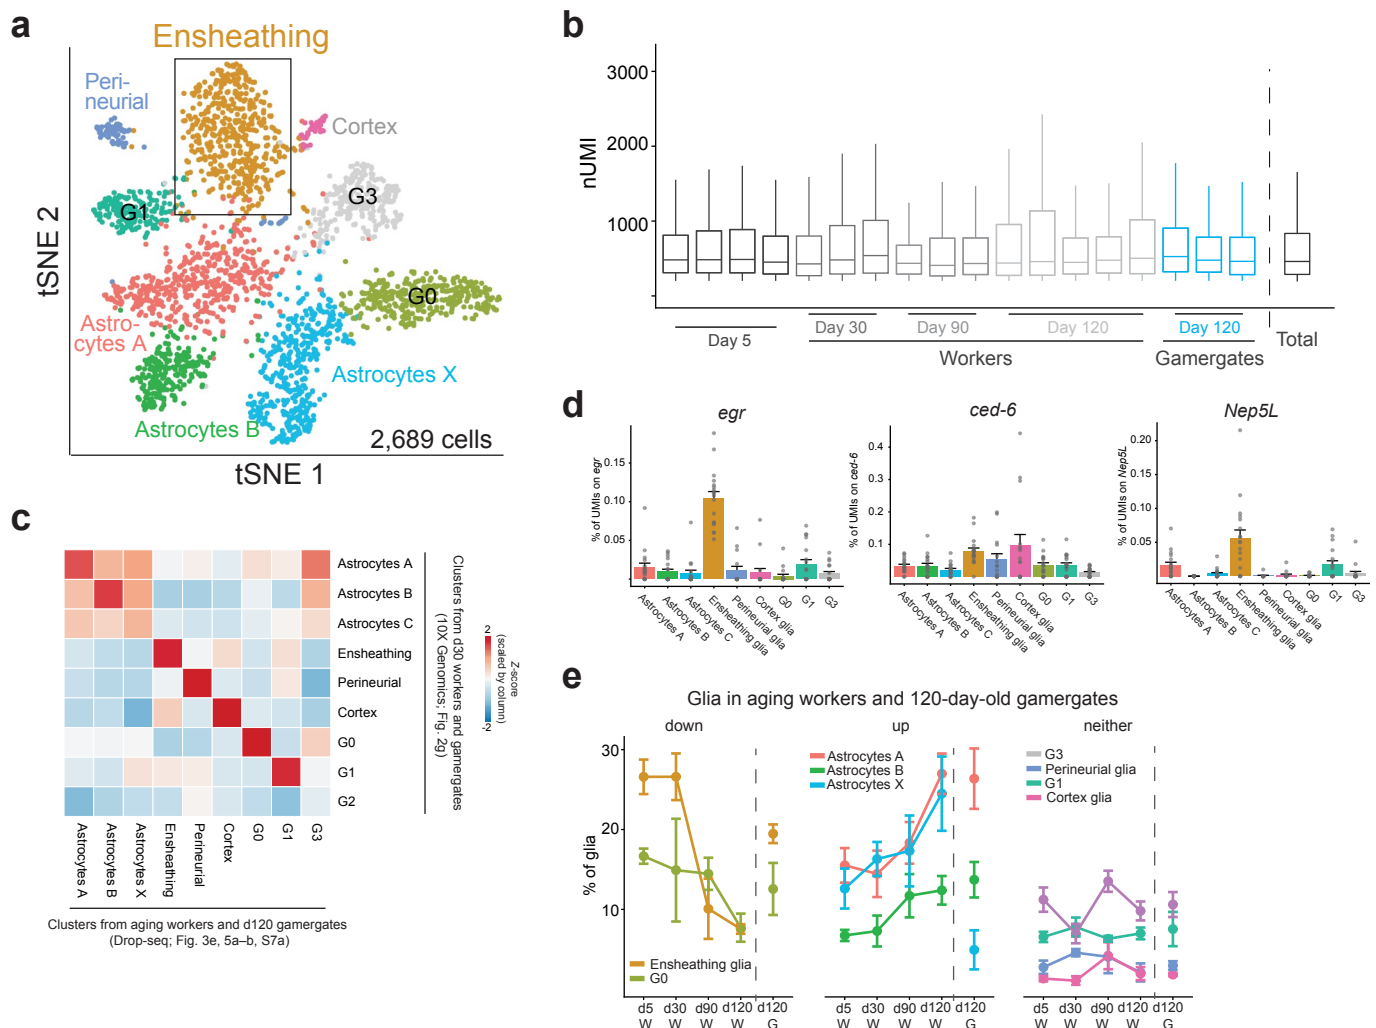 a
Ensheathing
Peri-
neurial
Cortex
G1
G3
G0
Astro-
cytes A
Astrocytes X
Astrocytes B
2,689 cells
tSNE 1
tSNE 2
b
nUMI
3000
2000
1000
Day 5
Day 30
Day 90
Day 120
Day 120
Workers
Gamergates
Total
c
Astrocytes A
Astrocytes B
Astrocytes C
Ensheathing
Perineurial
Cortex
G0
G1
G2
Astrocytes A
Astrocytes B
Astrocytes X
Ensheathing
Perineurial
Cortex
G0
G1
G3
Clusters from aging workers and d120 gamergates
(Drop-seq; Fig. 3e, 5a–b, S7a)
Clusters from d30 workers and gamergates
(10X Genomics; Fig. 2g)
2
-2
Z-score
(scaled by column)
d
egr
% of UMIs on egr
0.15
0.10
0.05
Astrocytes A
Astrocytes B
Astrocytes C
Ensheathing glia
Perineurial glia
Cortex glia
G0
G1
G3
ced-6
% of UMIs on ced-6
0.4
0.3
0.2
0.1
Astrocytes A
Astrocytes B
Astrocytes C
Ensheathing glia
Perineurial glia
Cortex glia
G0
G1
G3
Nep5L
% of UMIs on Nep5L
0.20
0.15
0.10
0.05
Astrocytes A
Astrocytes B
Astrocytes C
Ensheathing glia
Perineurial glia
Cortex glia
G0
G1
G3
e
Glia in aging workers and 120-day-old gamergates
down
up
neither
% of glia
30
20
10
Ensheathing glia
G0
Astrocytes A
Astrocytes B
Astrocytes X
G3
Perineurial glia
G1
Cortex glia
d5 d30 d90 d120 d120
W W W W G
d5 d30 d90 d120 d120
W W W W G
d5 d30 d90 d120 d120
W W W W G